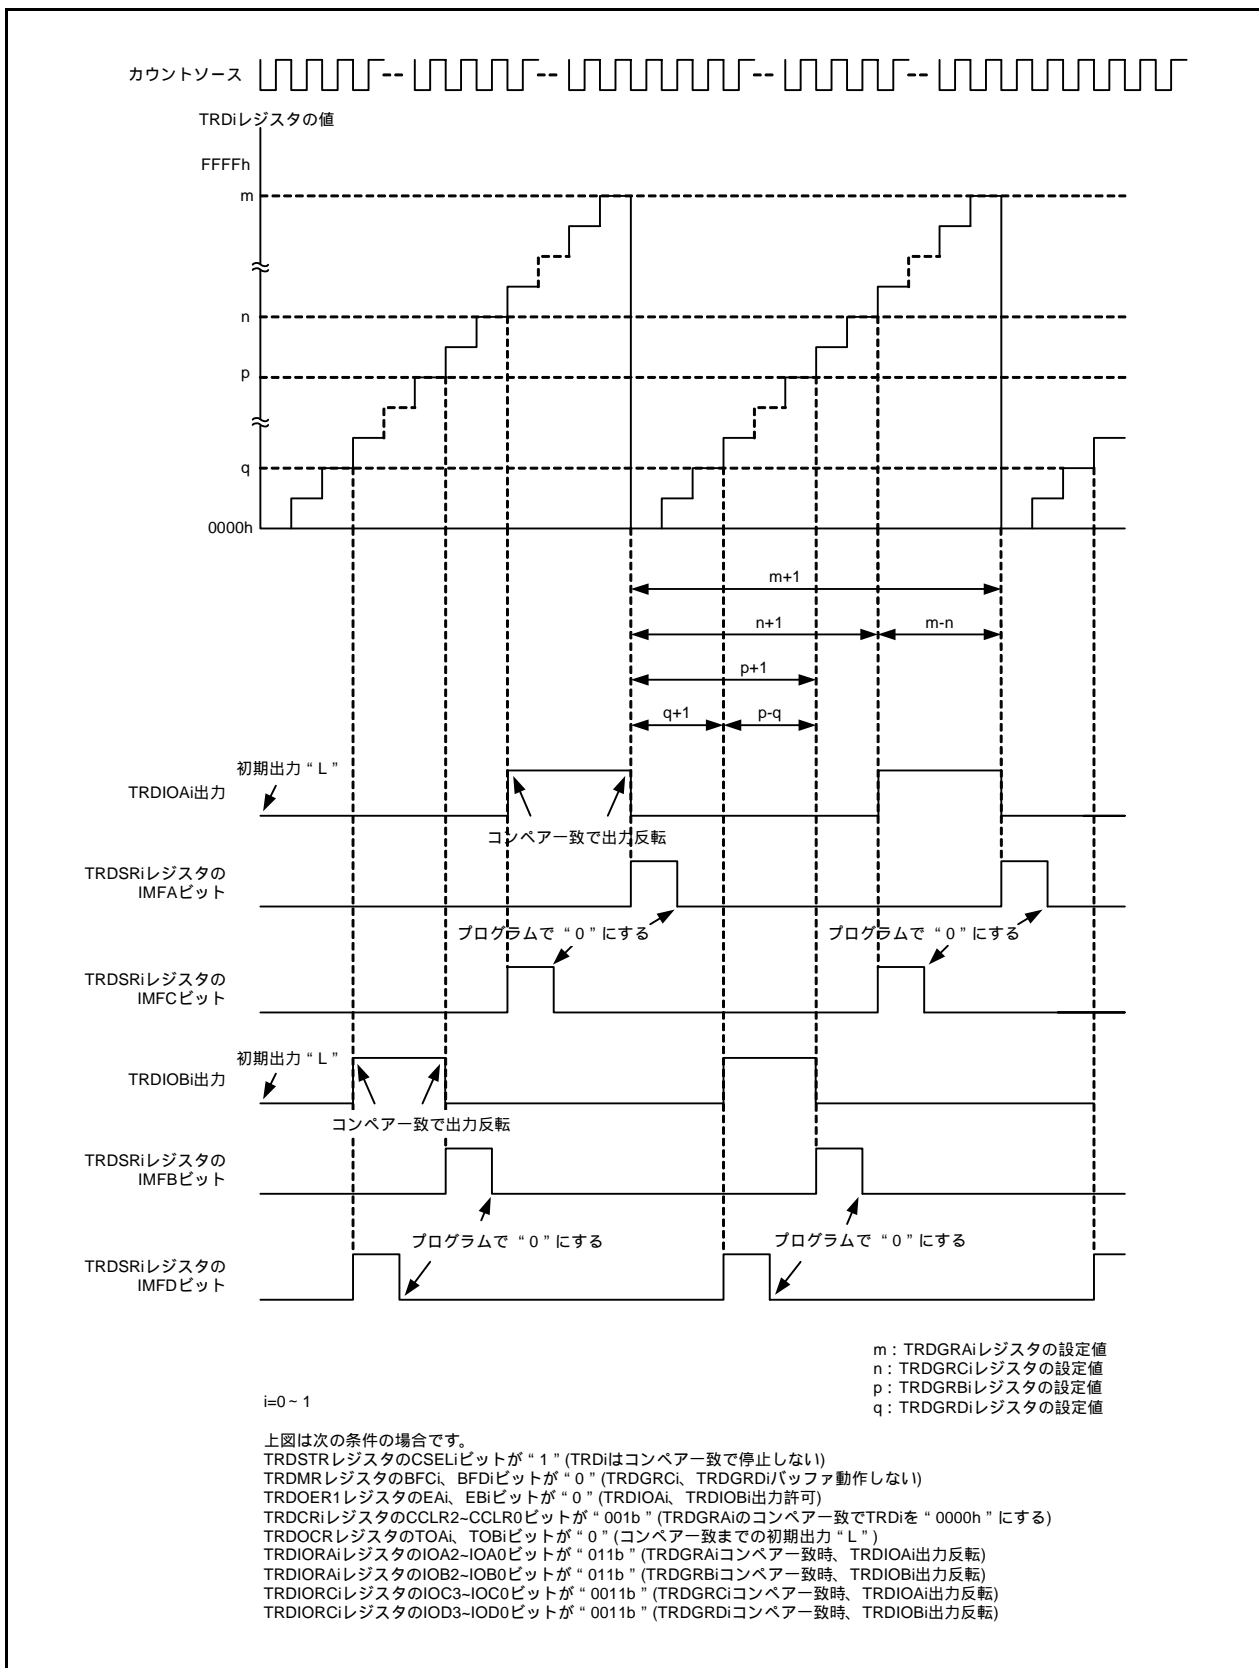 カウントソース
TRDiレジスタの値
FFFFh
m
n
p
q
0000h
m+1
n+1
m-n
p+1
q+1
p-q
初期出力 “ L ”
TRDIOAi出力
コンペア一致で出力反転
TRDSRiレジスタの
IMFAビット
プログラムで “ 0 ” にする
プログラムで “ 0 ” にする
TRDSRiレジスタの
IMFCビット
初期出力 “ L ”
TRDIOBi出力
コンペア一致で出力反転
TRDSRiレジスタの
IMFBビット
プログラムで “ 0 ” にする
プログラムで “ 0 ” にする
TRDSRiレジスタの
IMFDビット
m : TRDGRAiレジスタの設定値
n : TRDGRCiレジスタの設定値
p : TRDGRBiレジスタの設定値
q : TRDGRDiレジスタの設定値
i=0 ~ 1
上図は次の条件の場合です。
TRDSTRレジスタのCSELiビットが “ 1 ” (TRDiはコンペア一致で停止しない)
TRDMRレジスタのBFCi、BFDiビットが “ 0 ” (TRDGRCi、TRDGRDiバッファ動作しない)
TRDOER1レジスタのEAi、EBiビットが “ 0 ” (TRDIOAi、TRDIOBi出力許可)
TRDCRiレジスタのCCLR2~CCLR0ビットが “ 001b ” (TRDGRAiのコンペア一致でTRDiを “ 0000h ” にする)
TRDOCRレジスタのTOAi、TOBiビットが “ 0 ” (コンペア一致までの初期出力 “ L ” )
TRDIORAiレジスタのIOA2~IOA0ビットが “ 011b ” (TRDGRAiコンペア一致時、TRDIOAi出力反転)
TRDIORAiレジスタのIOB2~IOB0ビットが “ 011b ” (TRDGRBiコンペア一致時、TRDIOBi出力反転)
TRDIORCiレジスタのIOC3~IOC0ビットが “ 0011b ” (TRDGRCiコンペア一致時、TRDIOAi出力反転)
TRDIORCiレジスタのIOD3~IOD0ビットが “ 0011b ” (TRDGRDiコンペア一致時、TRDIOBi出力反転)